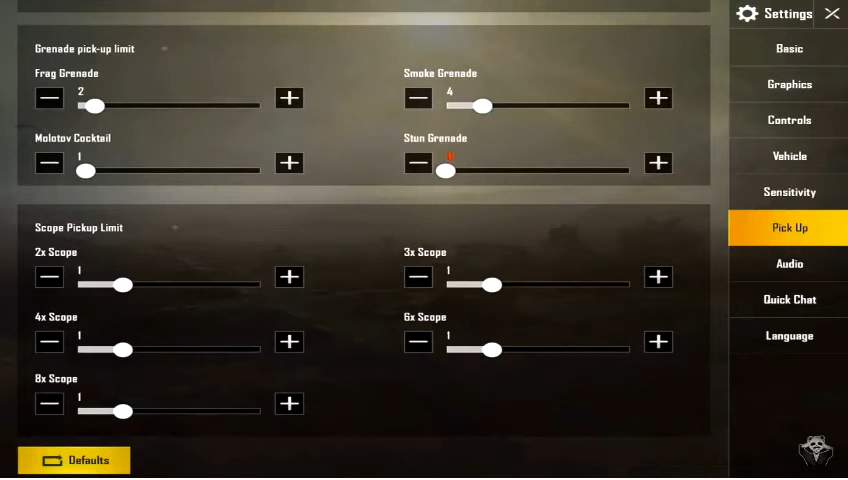 Settings
Grenade pick-up limit
Frag Grenade
2
Smoke Grenade
4
Molotov Cocktail
1
Stun Grenade
0
Scope Pickup Limit
2x Scope
1
3x Scope
1
4x Scope
1
6x Scope
1
8x Scope
1
Defaults
Basic
Graphics
Controls
Vehicle
Sensitivity
Pick Up
Audio
Quick Chat
Language